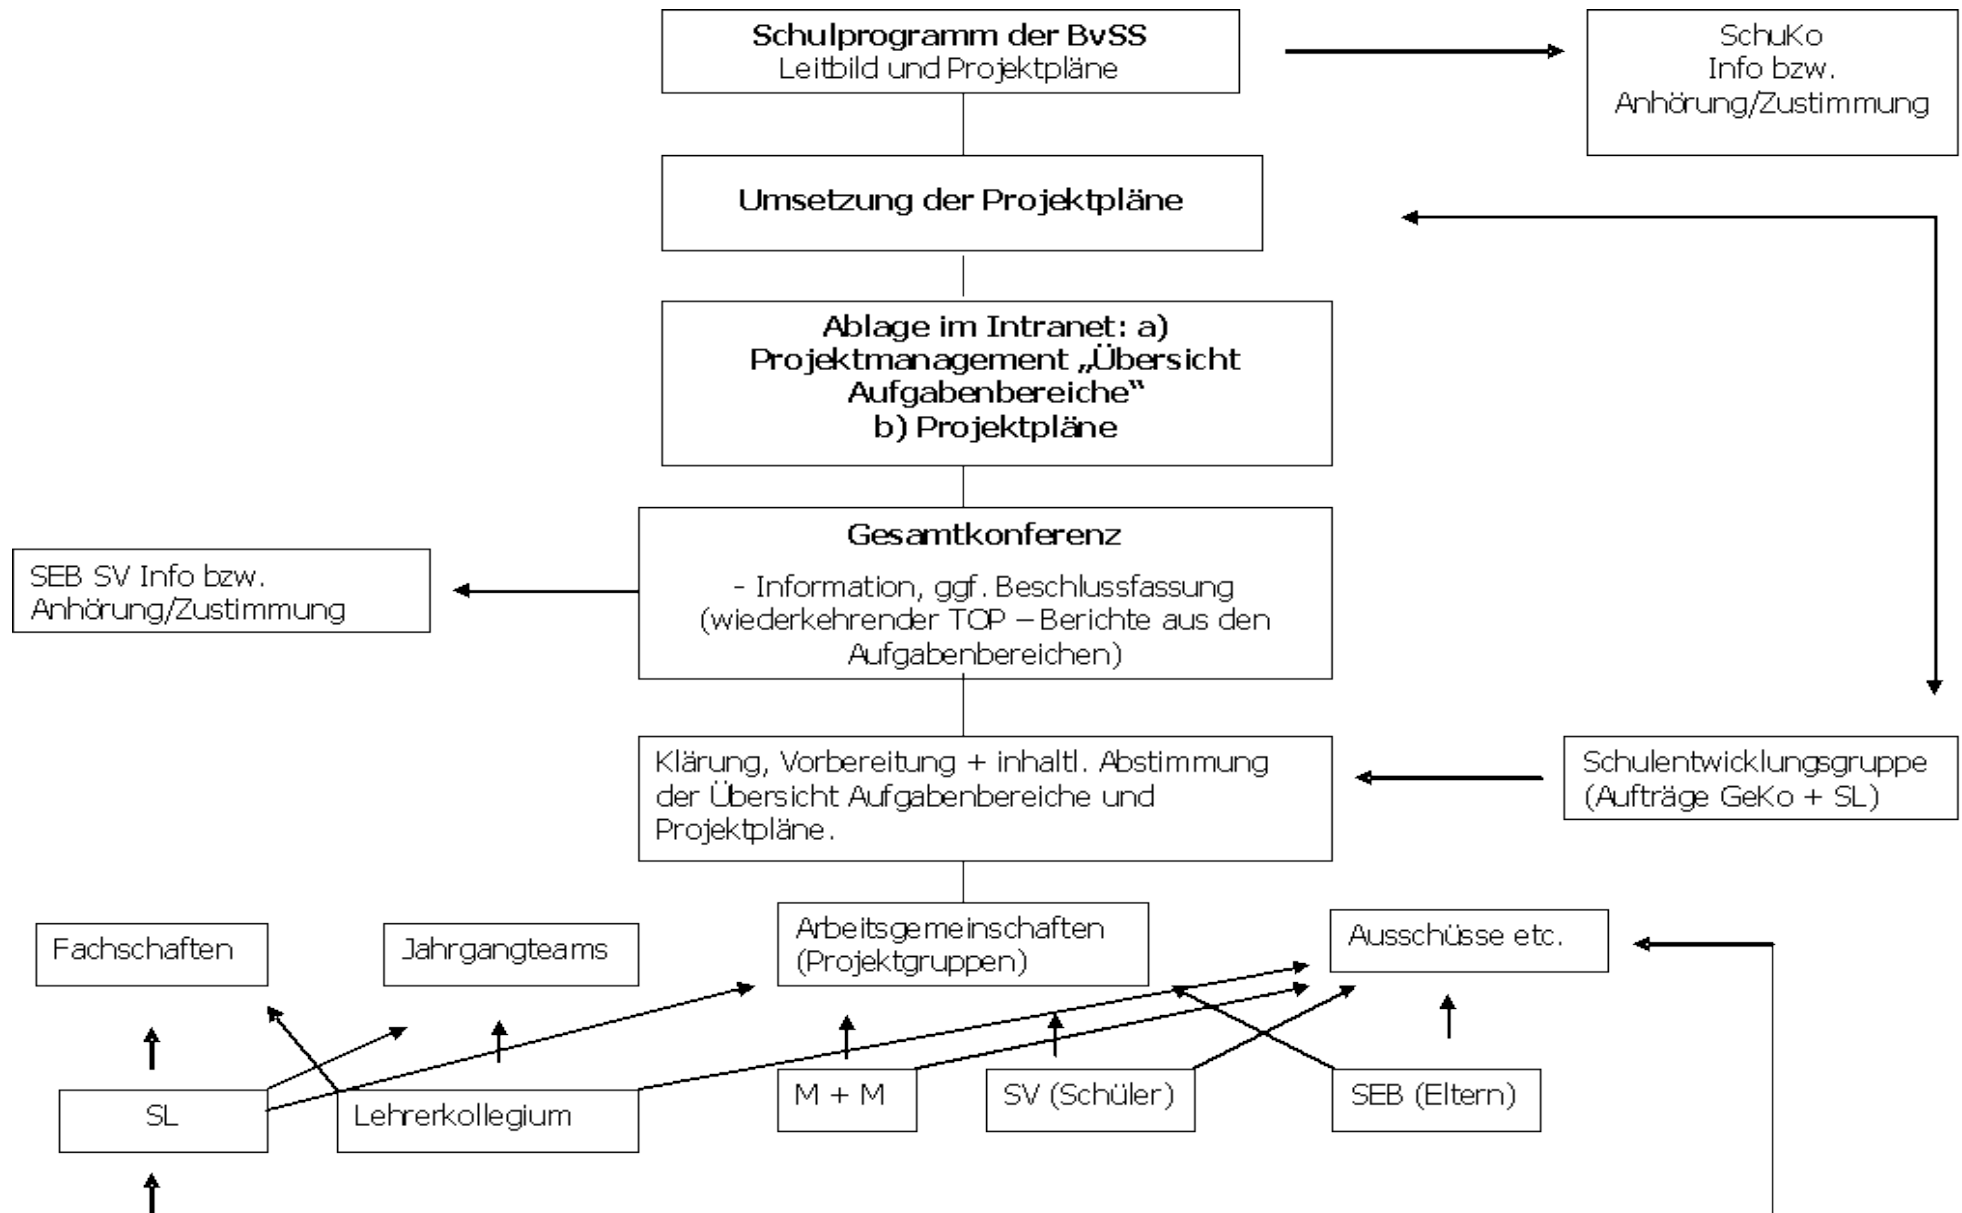 Schulprogramm der BvSS
Leitbild und Projektpläne
SchuKo
Info bzw.
Anhörung/Zustimmung
Umsetzung der Projektpläne
Ablage im Intranet: a)
Projektmanagement „Übersicht
Aufgabenbereiche“
b) Projektpläne
Gesamtkonferenz
- Information, ggf. Beschlussfassung
(wiederkehrender TOP – Berichte aus den
Aufgabenbereichen)
SEB SV Info bzw.
Anhörung/Zustimmung
Klärung, Vorbereitung + inhaltl. Abstimmung
der Übersicht Aufgabenbereiche und
Projektpläne.
Schulentwicklungsgruppe
(Aufträge GeKo + SL)
Fachschaften
Jahrgangteams
Arbeitsgemeinschaften
(Projektgruppen)
Ausschüsse etc.
SL
Lehrerkollegium
M + M
SV (Schüler)
SEB (Eltern)